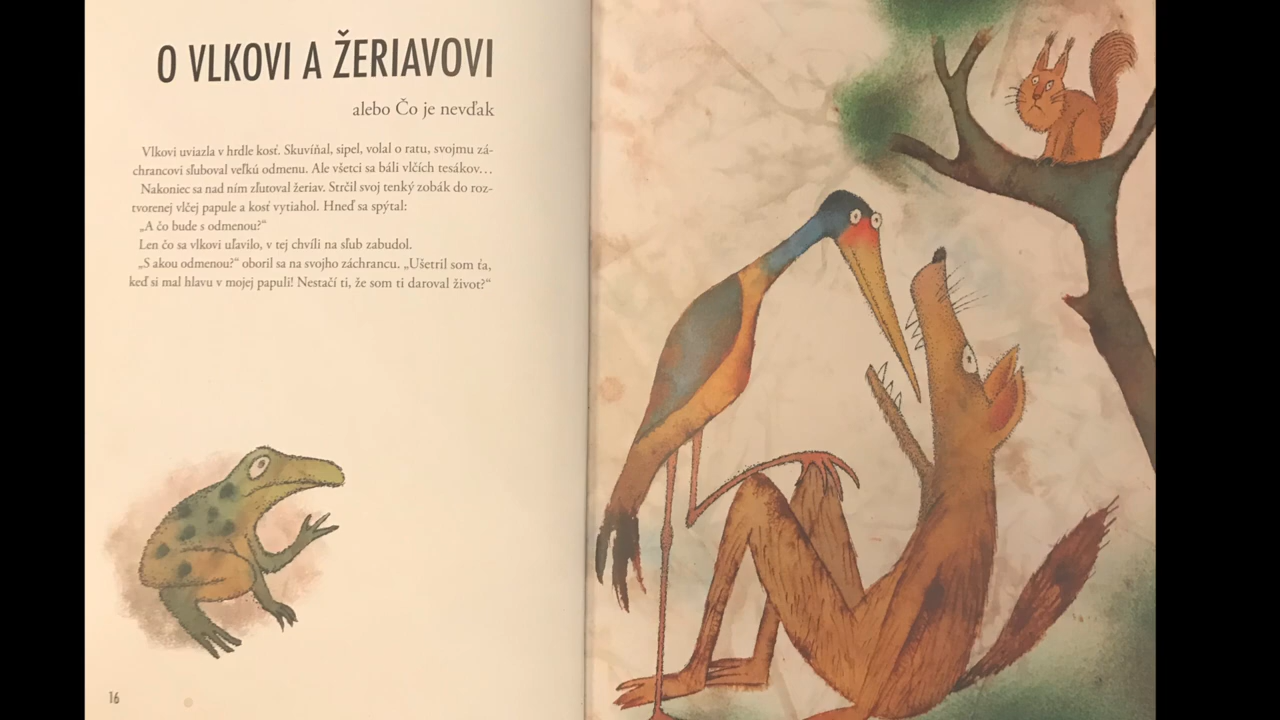 O VLKOVI A ŽERIAVOVI
alebo Čo je nevďak
Vlkovi uviazla v hrdle kosť. Skuvíňal, sipel, volal o ratu, svojmu zá-
chrancovi sľuboval veľkú odmenu. Ale všetci sa báli vlčích tesákov…
Nakoniec sa nad ním zľutoval žeriav. Strčil svoj tenký zobák do roz-
tvorenej vlčej papule a kosť vytiahol. Hneď sa spýtal:
„A čo bude s odmenou?“
Len čo sa vlkovi uľavilo, v tej chvíli na sľub zabudol.
„S akou odmenou?“ oboril sa na svojho záchrancu. „Ušetril som ťa,
keď si mal hlavu v mojej papuli! Nestačí ti, že som ti daroval život?“
16